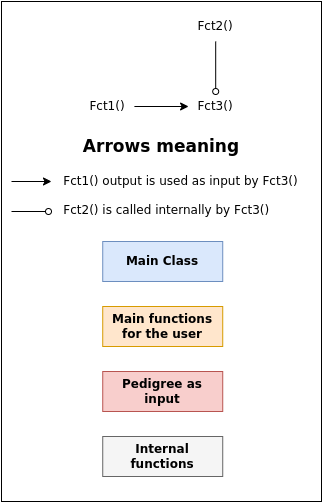 Fct2()
Fct1()
Fct3()
Arrows meaning
Fct1() output is used as input by Fct3()
Fct2() is called internally by Fct3()
Main Class
Main functions
for the user
Pedigree as
input
Internal
functions